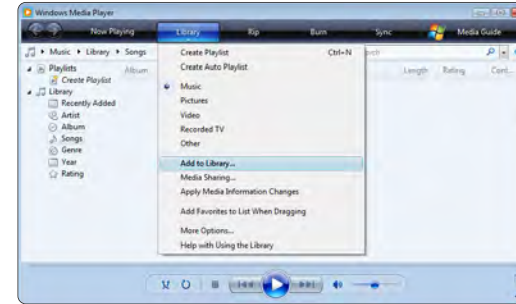 Windows Media Player
Now Playing Library Rip Burn Sync Media Guide
Music Library Songs
Playlists
Create Playlist
Library
Recently Added
Artist
Album
Songs
Genre
Year
Rating
Album
Create Playlist Ctrl+N
Create Auto Playlist
Music
Pictures
Video
Recorded TV
Other
Add to Library...
Media Sharing...
Apply Media Information Changes
Add Favorites to List When Dragging
More Options...
Help with Using the Library
Length Rating